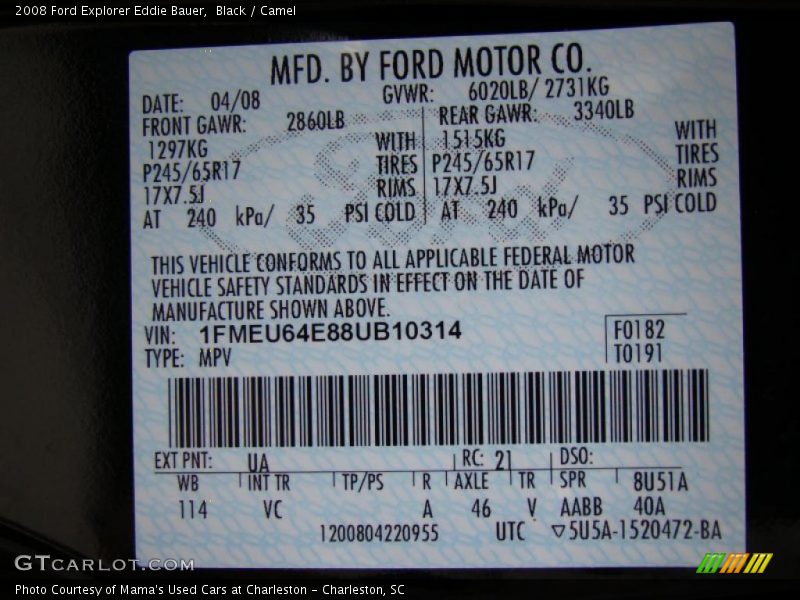 2008 Ford Explorer Eddie Bauer, Black / Camel
MFD. BY FORD MOTOR CO.
DATE: 04/08 GVWR: 6020LB/ 2731KG
FRONT GAWR: 2860LB REAR GAWR: 3340LB
1297KG WITH 1515KG WITH
P245/65R17 TIRES P245/65R17 TIRES
17X7.5J RIMS 17X7.5J RIMS
AT 240 kPa/ 35 PSI COLD AT 240 kPa/ 35 PSI COLD
THIS VEHICLE CONFORMS TO ALL APPLICABLE FEDERAL MOTOR
VEHICLE SAFETY STANDARDS IN EFFECT ON THE DATE OF
MANUFACTURE SHOWN ABOVE.
VIN: 1FMEU64E88UB10314 F0182
TYPE: MPV T0191
EXT PNT: UA RC: 21 DSO:
WB INT TR TP/PS R AXLE TR SPR 8U51A
114 VC A 46 V AABB 40A
1200804220955 UTC ▽5U5A-1520472-BA
GTCARLOT.COM
Photo Courtesy of Mama's Used Cars at Charleston - Charleston, SC